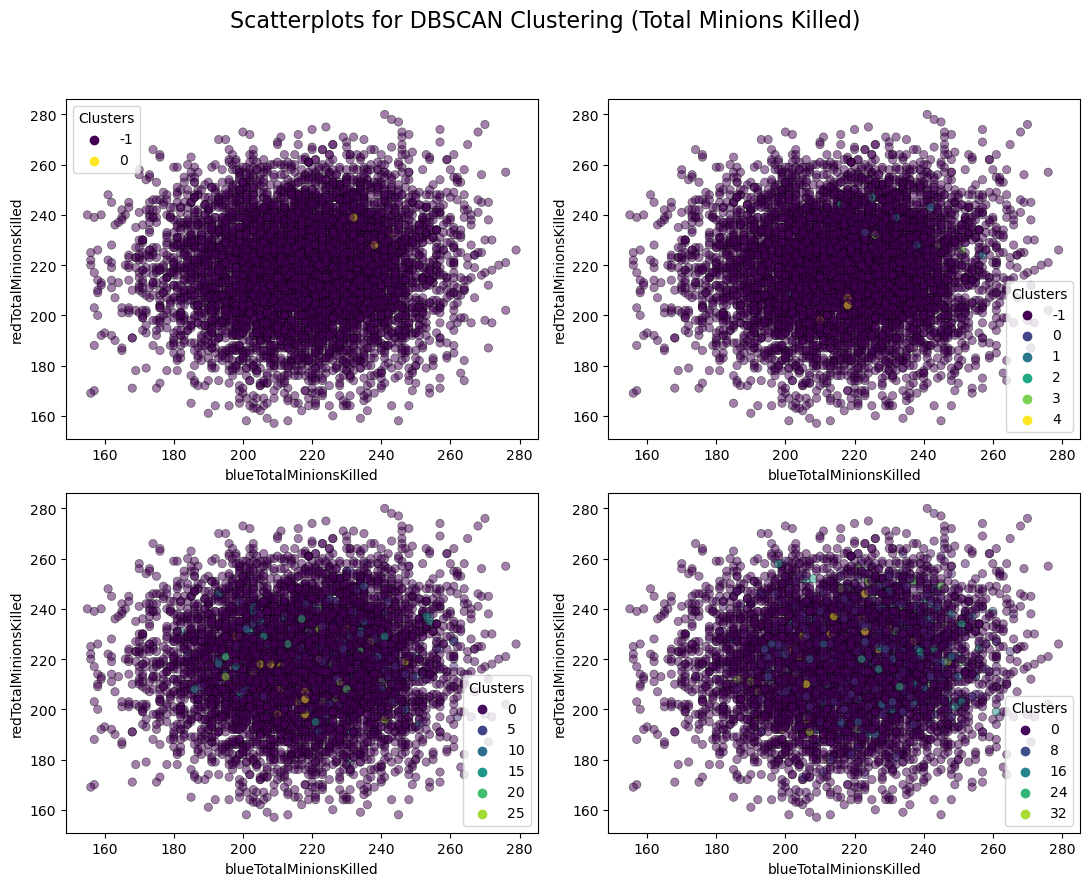 Scatterplots for DBSCAN Clustering (Total Minions Killed)
Clusters
-1
0
280
260
240
220
200
180
160
redTotalMinionsKilled
160 180 200 220 240 260 280
blueTotalMinionsKilled
280
260
240
220
200
180
160
redTotalMinionsKilled
Clusters
-1
0
1
2
3
4
160 180 200 220 240 260 280
blueTotalMinionsKilled
280
260
240
220
200
180
160
redTotalMinionsKilled
Clusters
0
5
10
15
20
25
160 180 200 220 240 260 280
blueTotalMinionsKilled
280
260
240
220
200
180
160
redTotalMinionsKilled
Clusters
0
8
16
24
32
160 180 200 220 240 260 280
blueTotalMinionsKilled